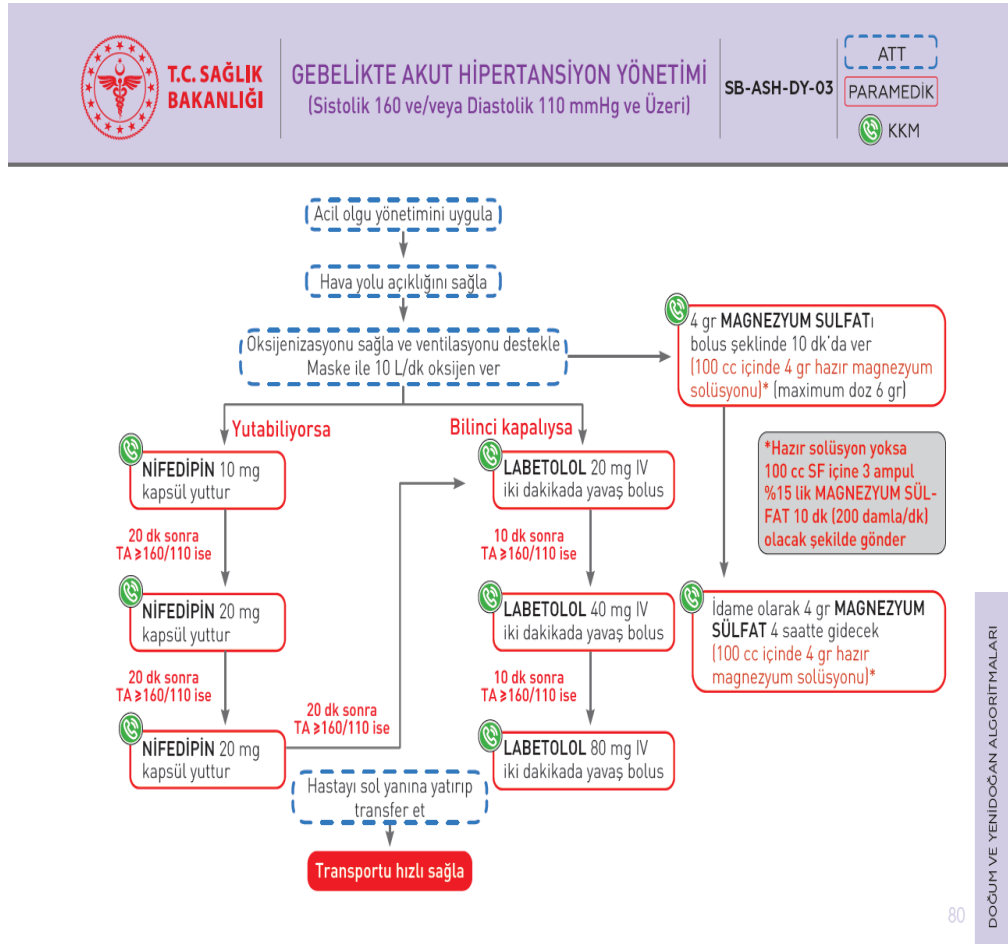 T.C. SAĞLIK
BAKANLIĞI
GEBELİKTE AKUT HİPERTANSİYON YÖNETİMİ
(Sistolik 160 ve/veya Diastolik 110 mmHg ve Üzeri)
SB-ASH-DY-03
ATT
PARAMEDİK
KKM
Acil olgu yönetimini uygula
Hava yolu açıklığını sağla
Oksijenizasyonu sağla ve ventilasyonu destekle
Maske ile 10 L/dk oksijen ver
4 gr MAGNEZYUM SULFATı
bolus şeklinde 10 dk'da ver
(100 cc içinde 4 gr hazır magnezyum
solüsyonu)* (maximum doz 6 gr)
*Hazır solüsyon yoksa
100 cc SF içine 3 ampul
%15 lik MAGNEZYUM SÜL-
FAT 10 dk (200 damla/dk)
olacak şekilde gönder
İdame olarak 4 gr MAGNEZYUM
SÜLFAT 4 saatte gidecek
(100 cc içinde 4 gr hazır
magnezyum solüsyonu)*
Yutabiliyorsa
NİFEDİPİN 10 mg
kapsül yuttur
20 dk sonra
TA ≥160/110 ise
NİFEDİPİN 20 mg
kapsül yuttur
20 dk sonra
TA ≥160/110 ise
NİFEDİPİN 20 mg
kapsül yuttur
20 dk sonra
TA ≥160/110 ise
Bilinci kapalıysa
LABETOLOL 20 mg IV
iki dakikada yavaş bolus
10 dk sonra
TA ≥160/110 ise
LABETOLOL 40 mg IV
iki dakikada yavaş bolus
10 dk sonra
TA ≥160/110 ise
LABETOLOL 80 mg IV
iki dakikada yavaş bolus
Hastayı sol yanına yatırıp
transfer et
Transportu hızlı sağla
DOĞUM VE YENİDOĞAN ALGORİTMALARI
80